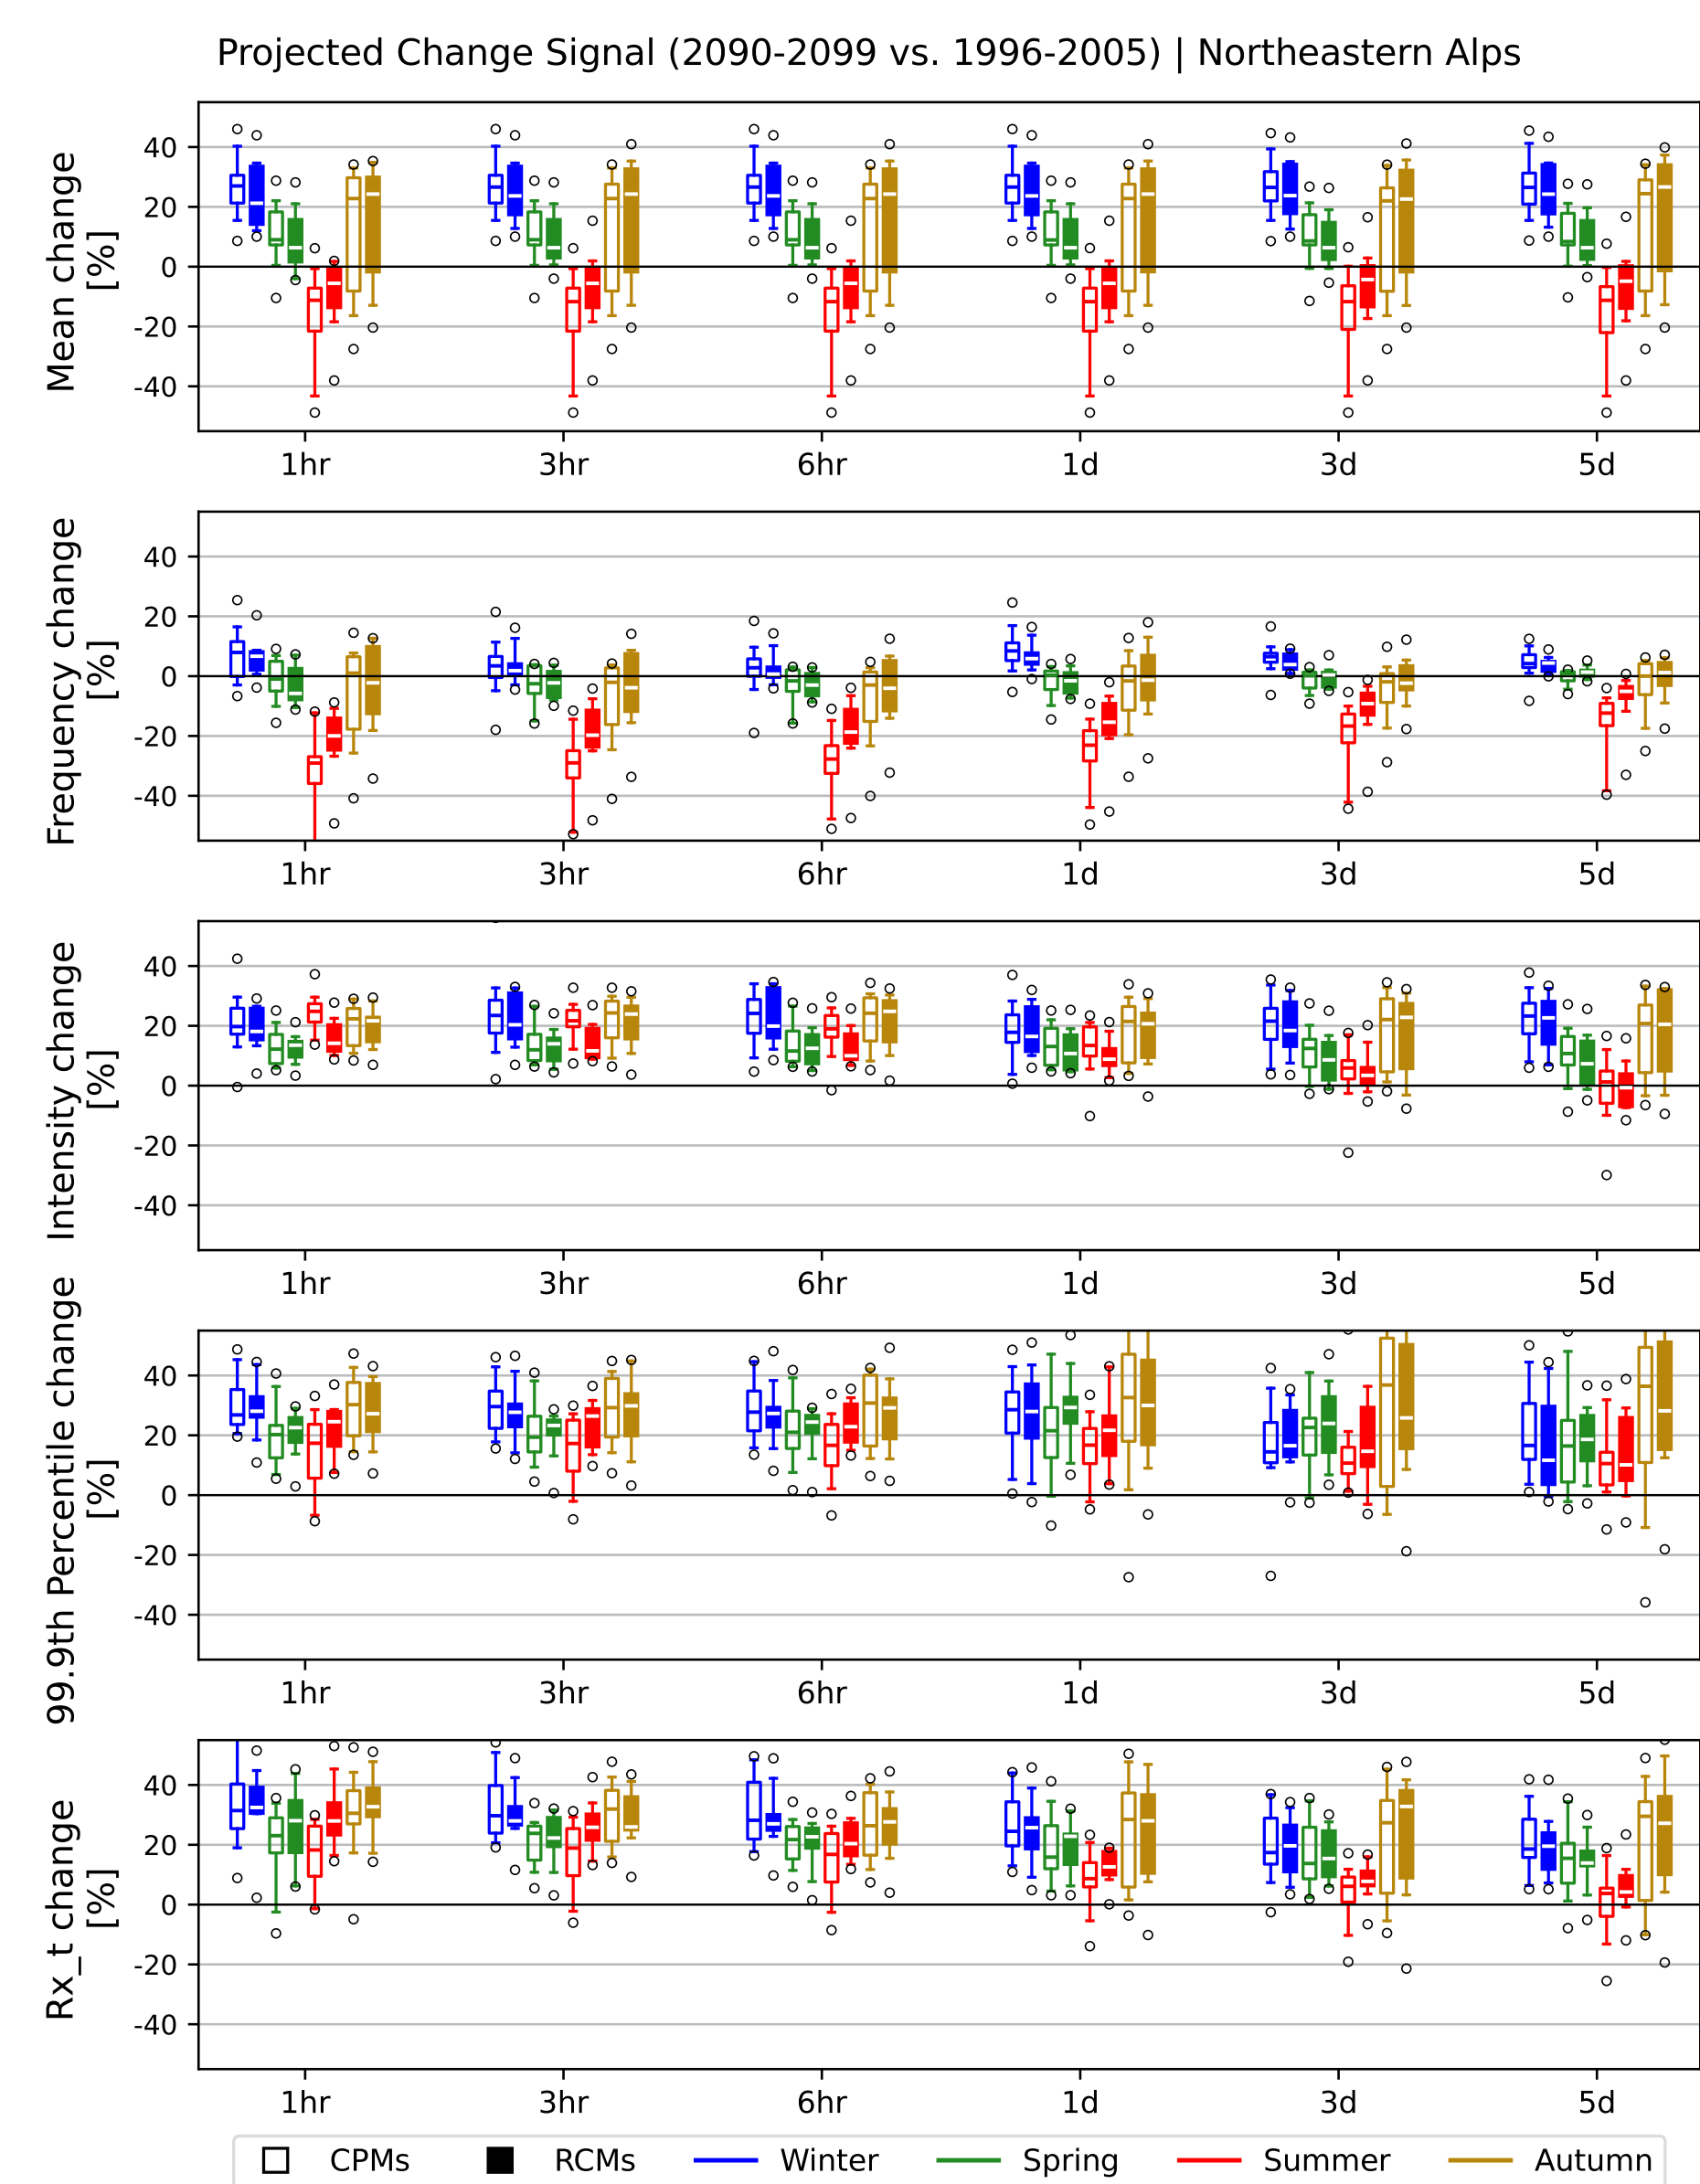 Projected Change Signal (2090-2099 vs. 1996-2005) | Northeastern Alps
Mean change
[%]
40
20
0
-20
-40
1hr 3hr 6hr 1d 3d 5d
Frequency change
[%]
40
20
0
-20
-40
1hr 3hr 6hr 1d 3d 5d
Intensity change
[%]
40
20
0
-20
-40
1hr 3hr 6hr 1d 3d 5d
99.9th Percentile change
[%]
40
20
0
-20
-40
1hr 3hr 6hr 1d 3d 5d
Rx_t change
[%]
40
20
0
-20
-40
1hr 3hr 6hr 1d 3d 5d
CPMs RCMs Winter Spring Summer Autumn